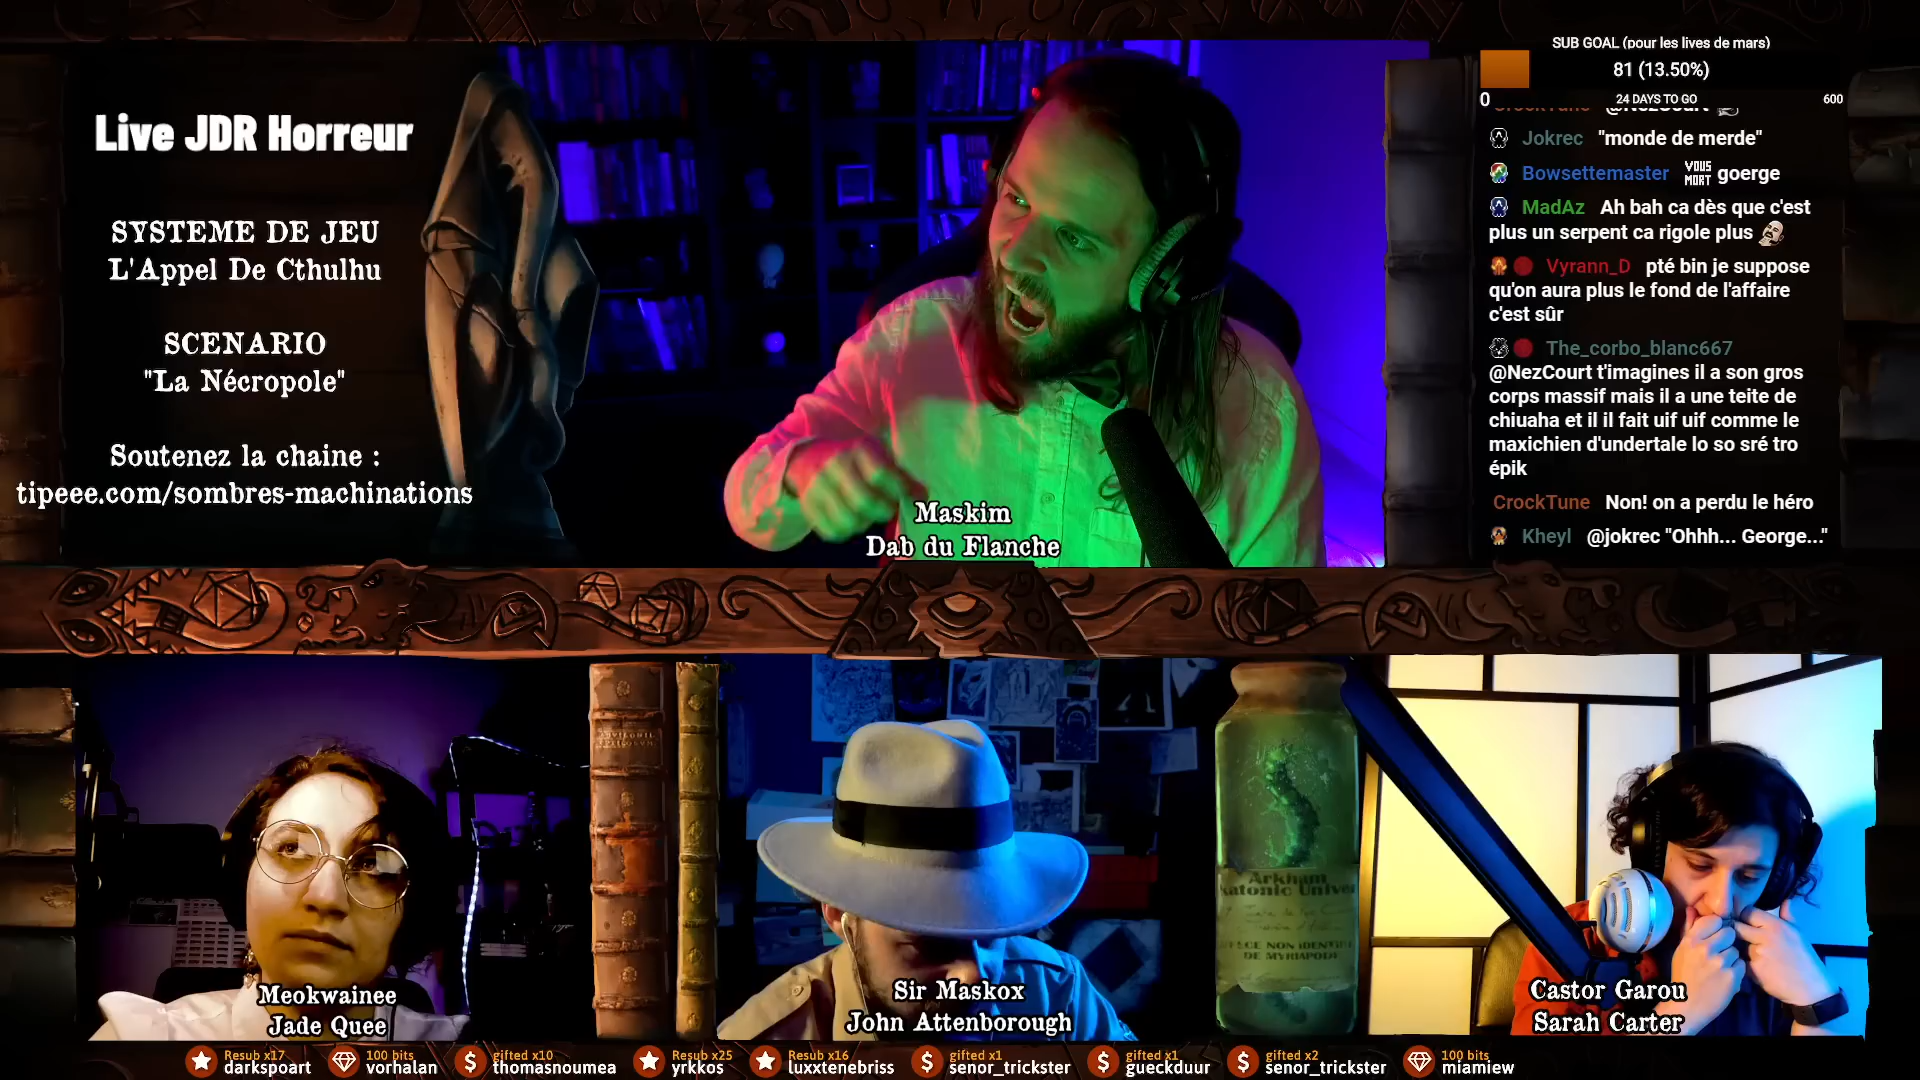 Live JDR Horreur
SYSTEME DE JEU
L'Appel De Cthulhu
SCENARIO
"La Nécropole"
Soutenez la chaine :
tipeee.com/sombres-machinations
Maskim
Dab du Flanche
SUB GOAL (pour les lives de mars)
81 (13.50%)
0
24 DAYS TO GO
600
CrockTune @NezCourt
Jokrec "monde de merde"
Bowsettemaster VOUS MORT goerge
MadAz Ah bah ca dès que c'est
plus un serpent ca rigole plus
Vyrann_D pté bin je suppose
qu'on aura plus le fond de l'affaire
c'est sûr
The_corbo_blanc667
@NezCourt t'imagines il a son gros
corps massif mais il a une teite de
chiuaha et il il fait uif uif comme le
maxichien d'undertale lo so sré tro
épik
CrockTune Non! on a perdu le héro
Kheyl @jokrec "Ohhh... George..."
Arkham
Meokwainee
Jade Quee
Sir Maskox
John Attenborough
Castor Garou
Sarah Carter
Resub x17
darkspoart
100 bits
vorhalan
gifted x10
thomasnoumea
Resub x25
yrkkos
Resub x16
luxxtenebriss
gifted x1
senor_trickster
gifted x1
gueckduur
gifted x2
senor_trickster
100 bits
miamiew